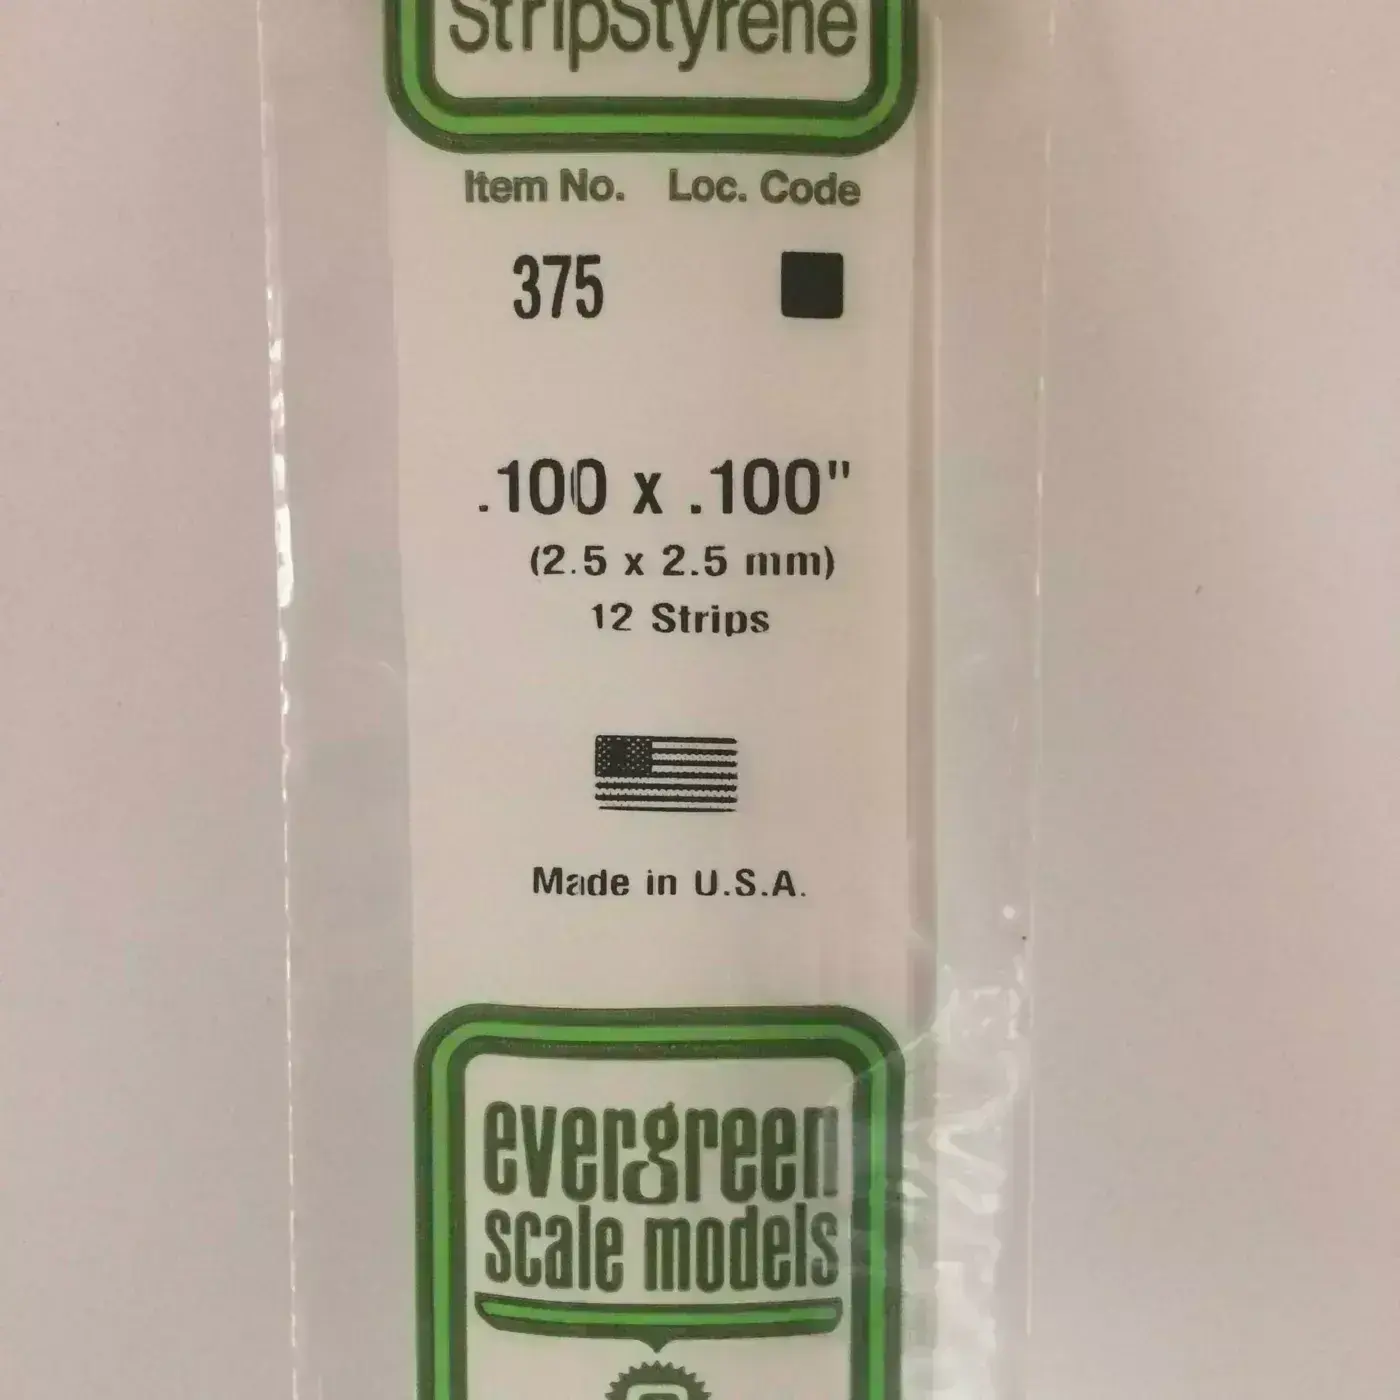 StripStyrene
Item No. Loc. Code
375
.100 x .100"
(2.5 x 2.5 mm)
12 Strips
Made in U.S.A.
evergreen
scale models